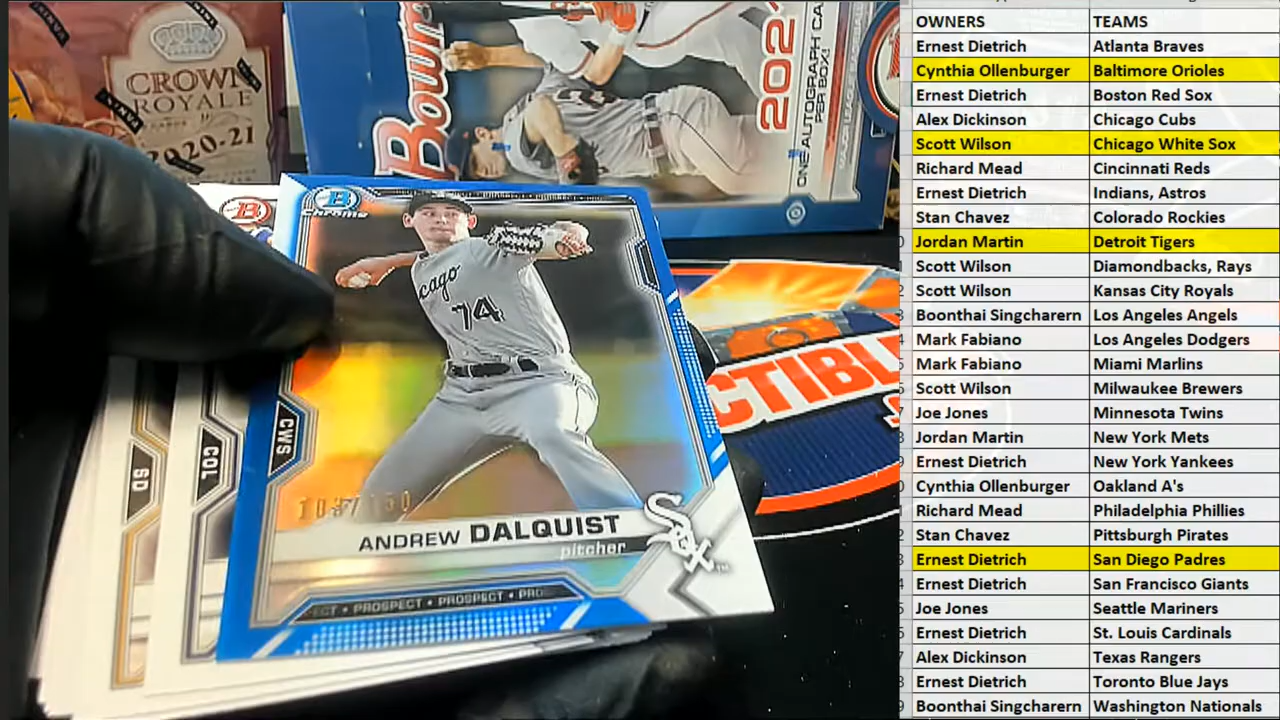 CROWN
ROYALE
2020-21
Bowm
2021
ONE AUTOGRAPH CA
PER BOX!
B
CHROME
cago
74
CWS
COL
SD
ANDREW DALQUIST
pitcher
Sox
ECT • PROSPECT • PROSPECT • PRO
CTIBLE
OWNERS TEAMS
Ernest Dietrich Atlanta Braves
Cynthia Ollenburger Baltimore Orioles
Ernest Dietrich Boston Red Sox
Alex Dickinson Chicago Cubs
Scott Wilson Chicago White Sox
Richard Mead Cincinnati Reds
Ernest Dietrich Indians, Astros
Stan Chavez Colorado Rockies
Jordan Martin Detroit Tigers
Scott Wilson Diamondbacks, Rays
Scott Wilson Kansas City Royals
Boonthai Singcharern Los Angeles Angels
Mark Fabiano Los Angeles Dodgers
Mark Fabiano Miami Marlins
Scott Wilson Milwaukee Brewers
Joe Jones Minnesota Twins
Jordan Martin New York Mets
Ernest Dietrich New York Yankees
Cynthia Ollenburger Oakland A's
Richard Mead Philadelphia Phillies
Stan Chavez Pittsburgh Pirates
Ernest Dietrich San Diego Padres
Ernest Dietrich San Francisco Giants
Joe Jones Seattle Mariners
Ernest Dietrich St. Louis Cardinals
Alex Dickinson Texas Rangers
Ernest Dietrich Toronto Blue Jays
Boonthai Singcharern Washington Nationals